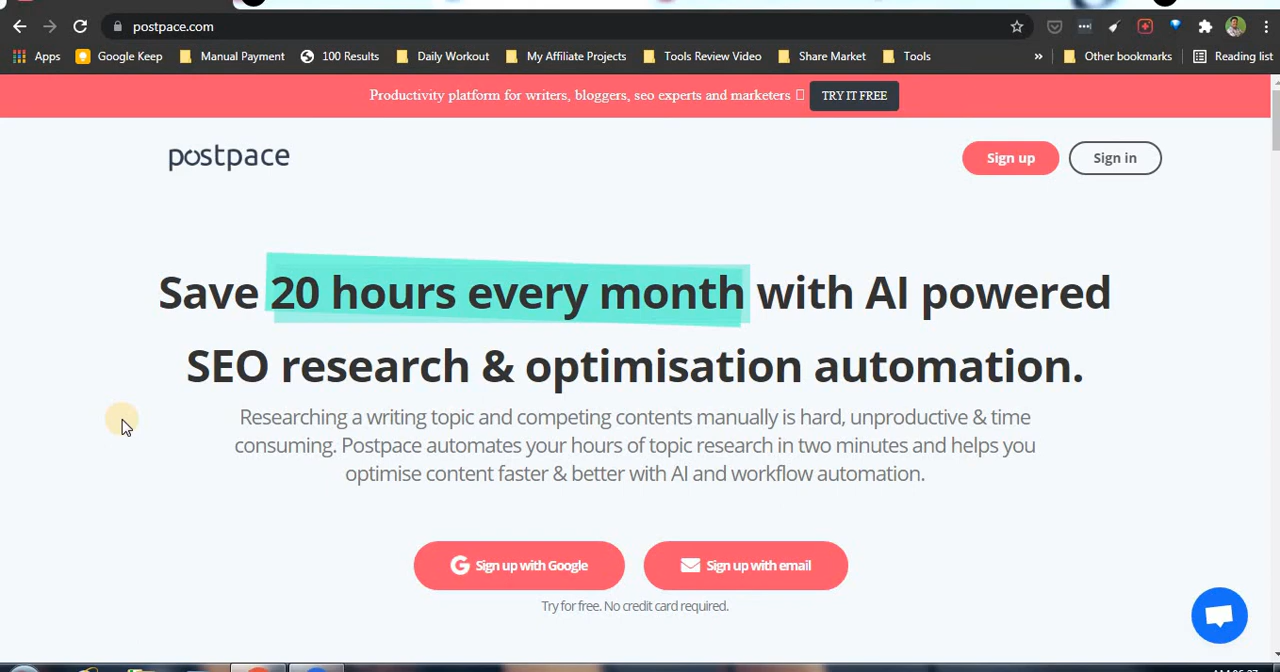 postpace.com
Apps Google Keep Manual Payment 100 Results Daily Workout My Affiliate Projects Tools Review Video Share Market Tools » Other bookmarks Reading list
Productivity platform for writers, bloggers, seo experts and marketers TRY IT FREE
postpace Sign up Sign in
Save 20 hours every month with AI powered
SEO research & optimisation automation.
Researching a writing topic and competing contents manually is hard, unproductive & time
consuming. Postpace automates your hours of topic research in two minutes and helps you
optimise content faster & better with AI and workflow automation.
Sign up with Google Sign up with email
Try for free. No credit card required.